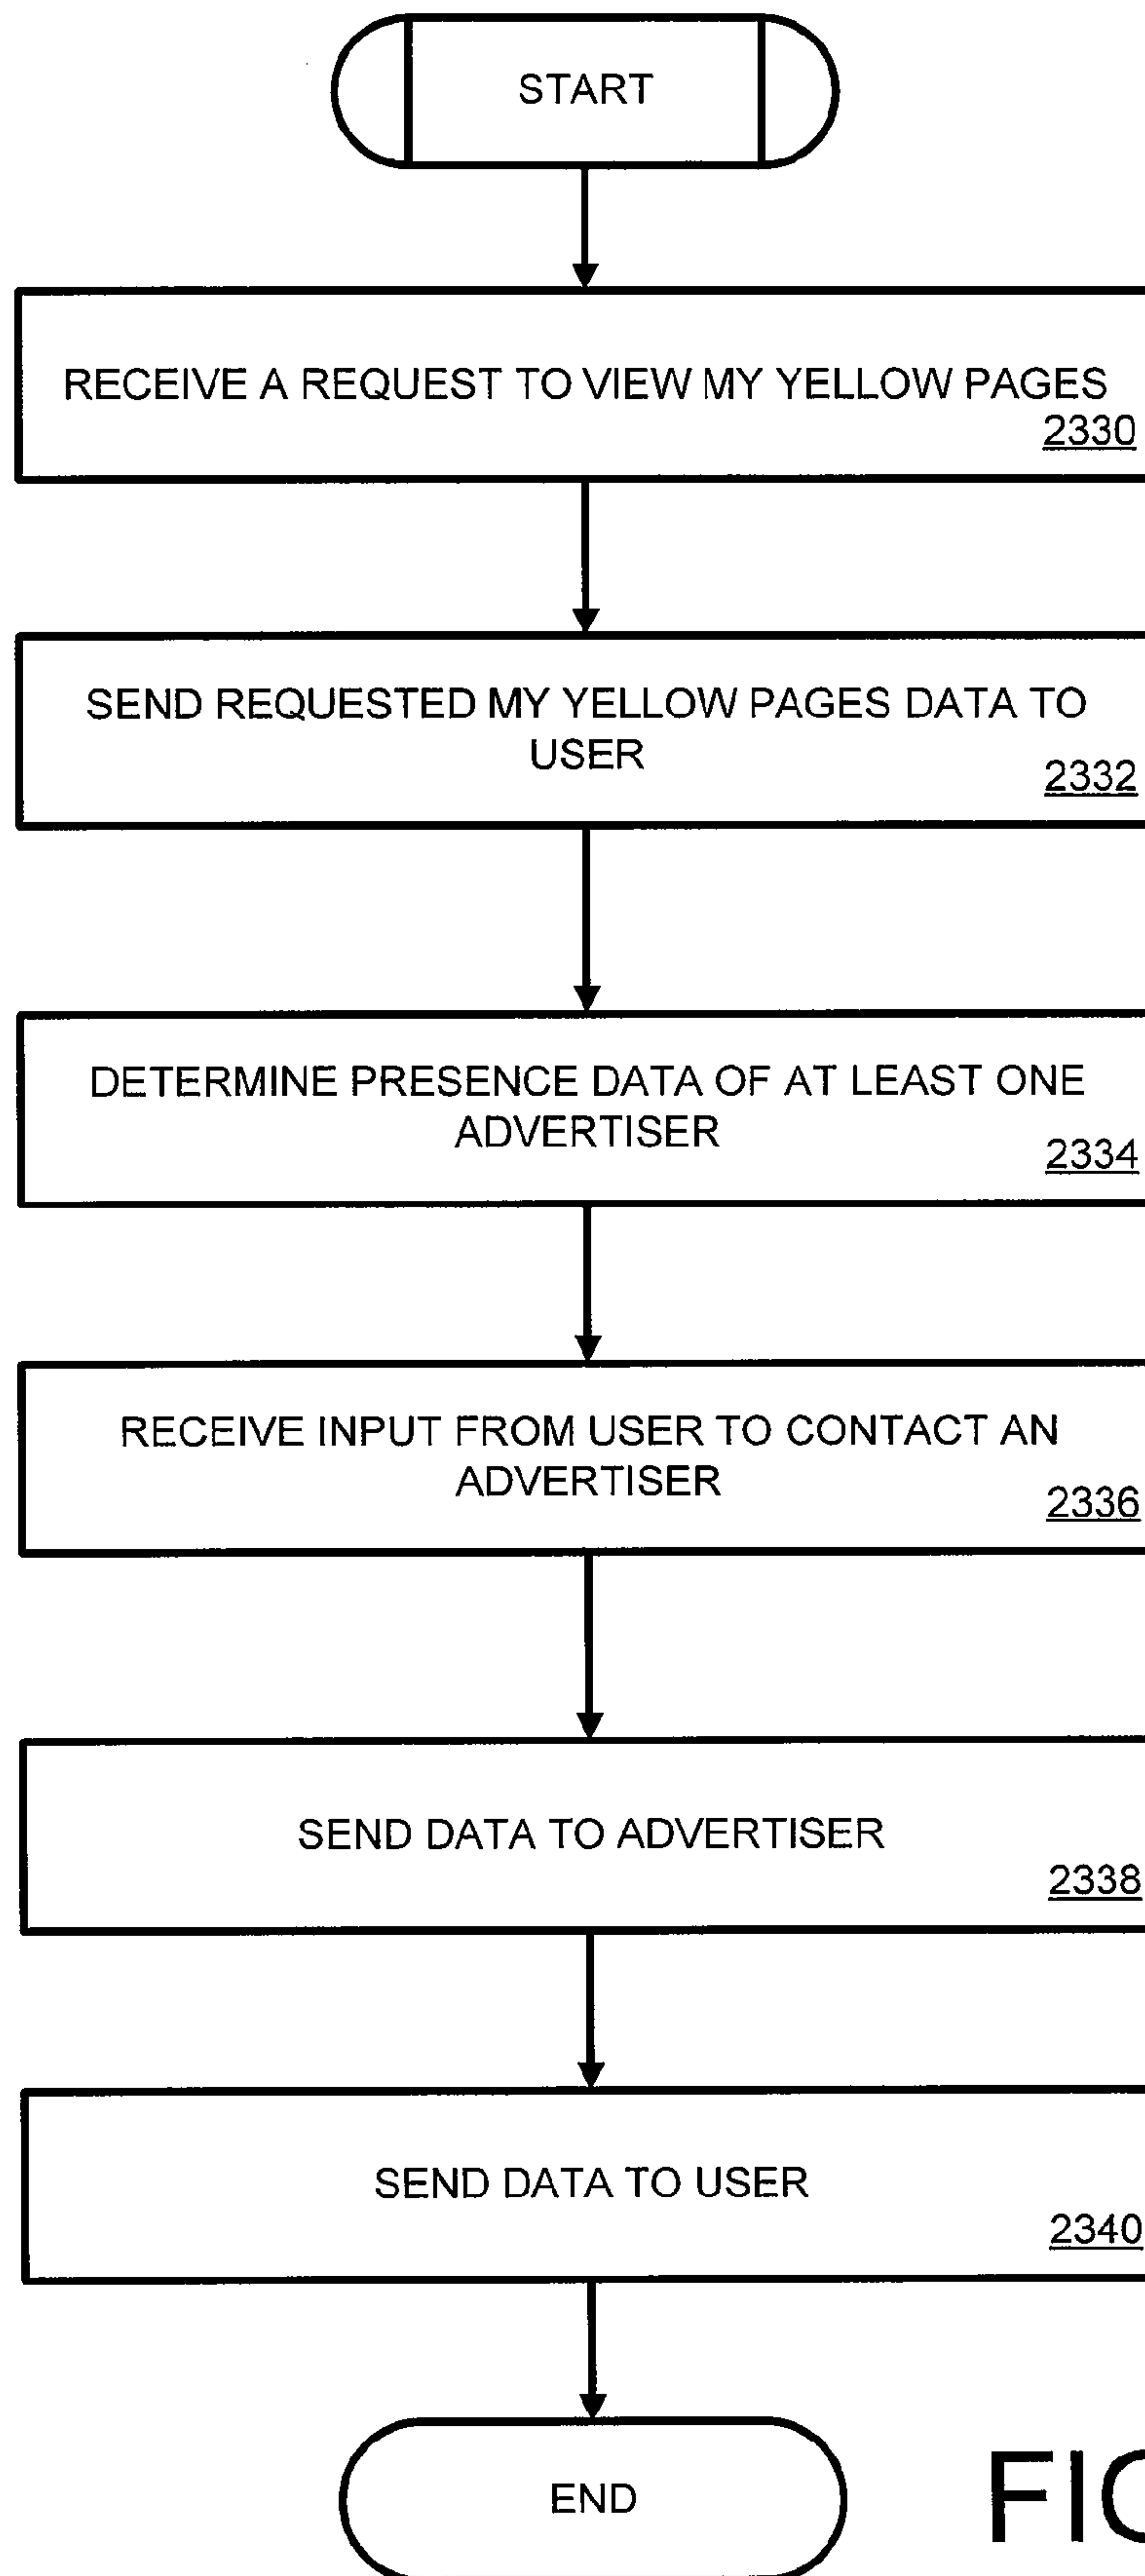 START
RECEIVE A REQUEST TO VIEW MY YELLOW PAGES
2330
SEND REQUESTED MY YELLOW PAGES DATA TO
USER
2332
DETERMINE PRESENCE DATA OF AT LEAST ONE
ADVERTISER
2334
RECEIVE INPUT FROM USER TO CONTACT AN
ADVERTISER
2336
SEND DATA TO ADVERTISER
2338
SEND DATA TO USER
2340
END